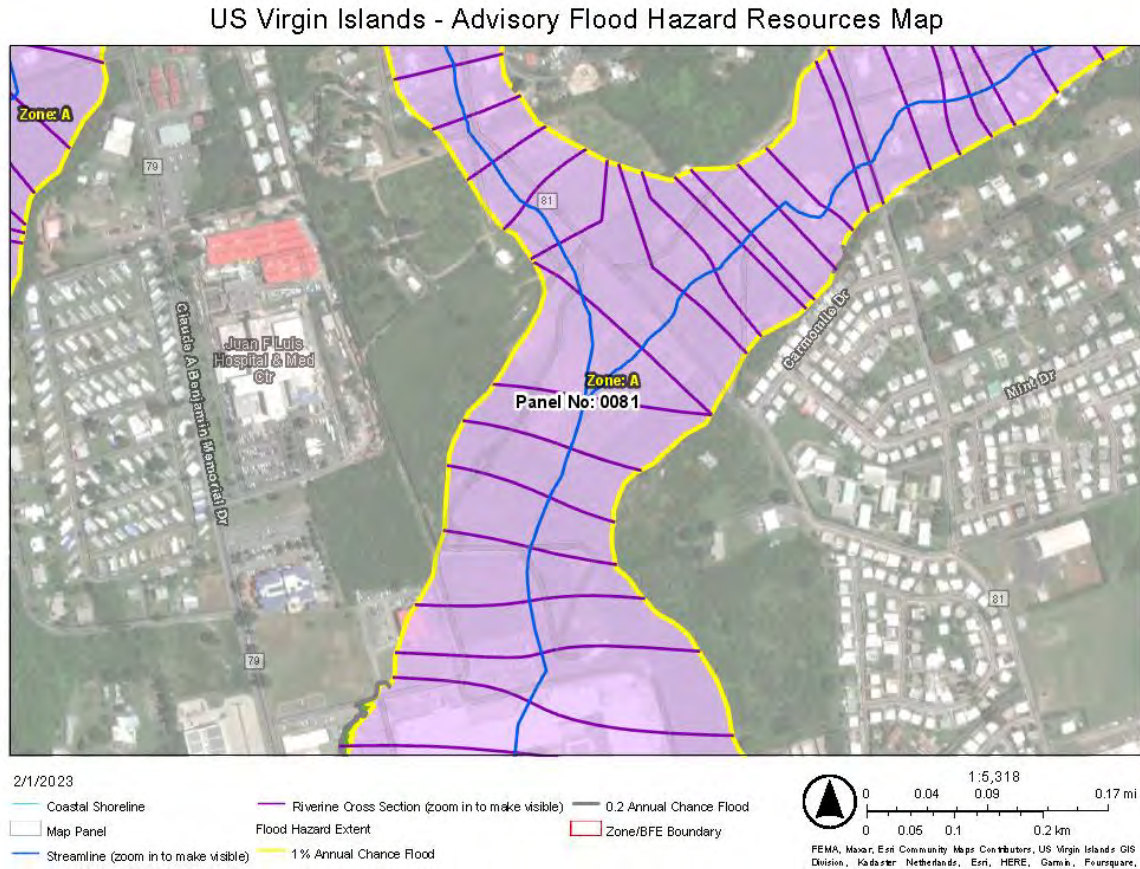 US Virgin Islands - Advisory Flood Hazard Resources Map
Zone: A
79
81
Claude A Benjamin Memorial Dr
Juan F Luis
Hospital & Med
Ctr
Carmomile Dr
Zone: A
Panel No: 0081
Mint Dr
81
79
2/1/2023
Coastal Shoreline
Map Panel
Streamline (zoom in to make visible)
Riverine Cross Section (zoom in to make visible)
Flood Hazard Extent
1% Annual Chance Flood
0.2 Annual Chance Flood
Zone/BFE Boundary
1:5,318
0 0.04 0.09 0.17 mi
0 0.05 0.1 0.2 km
FEMA, Maxar, Esri Community Maps Contributors, US Virgin Islands GIS
Division, Kadaster Netherlands, Esri, HERE, Garmin, Foursquare,